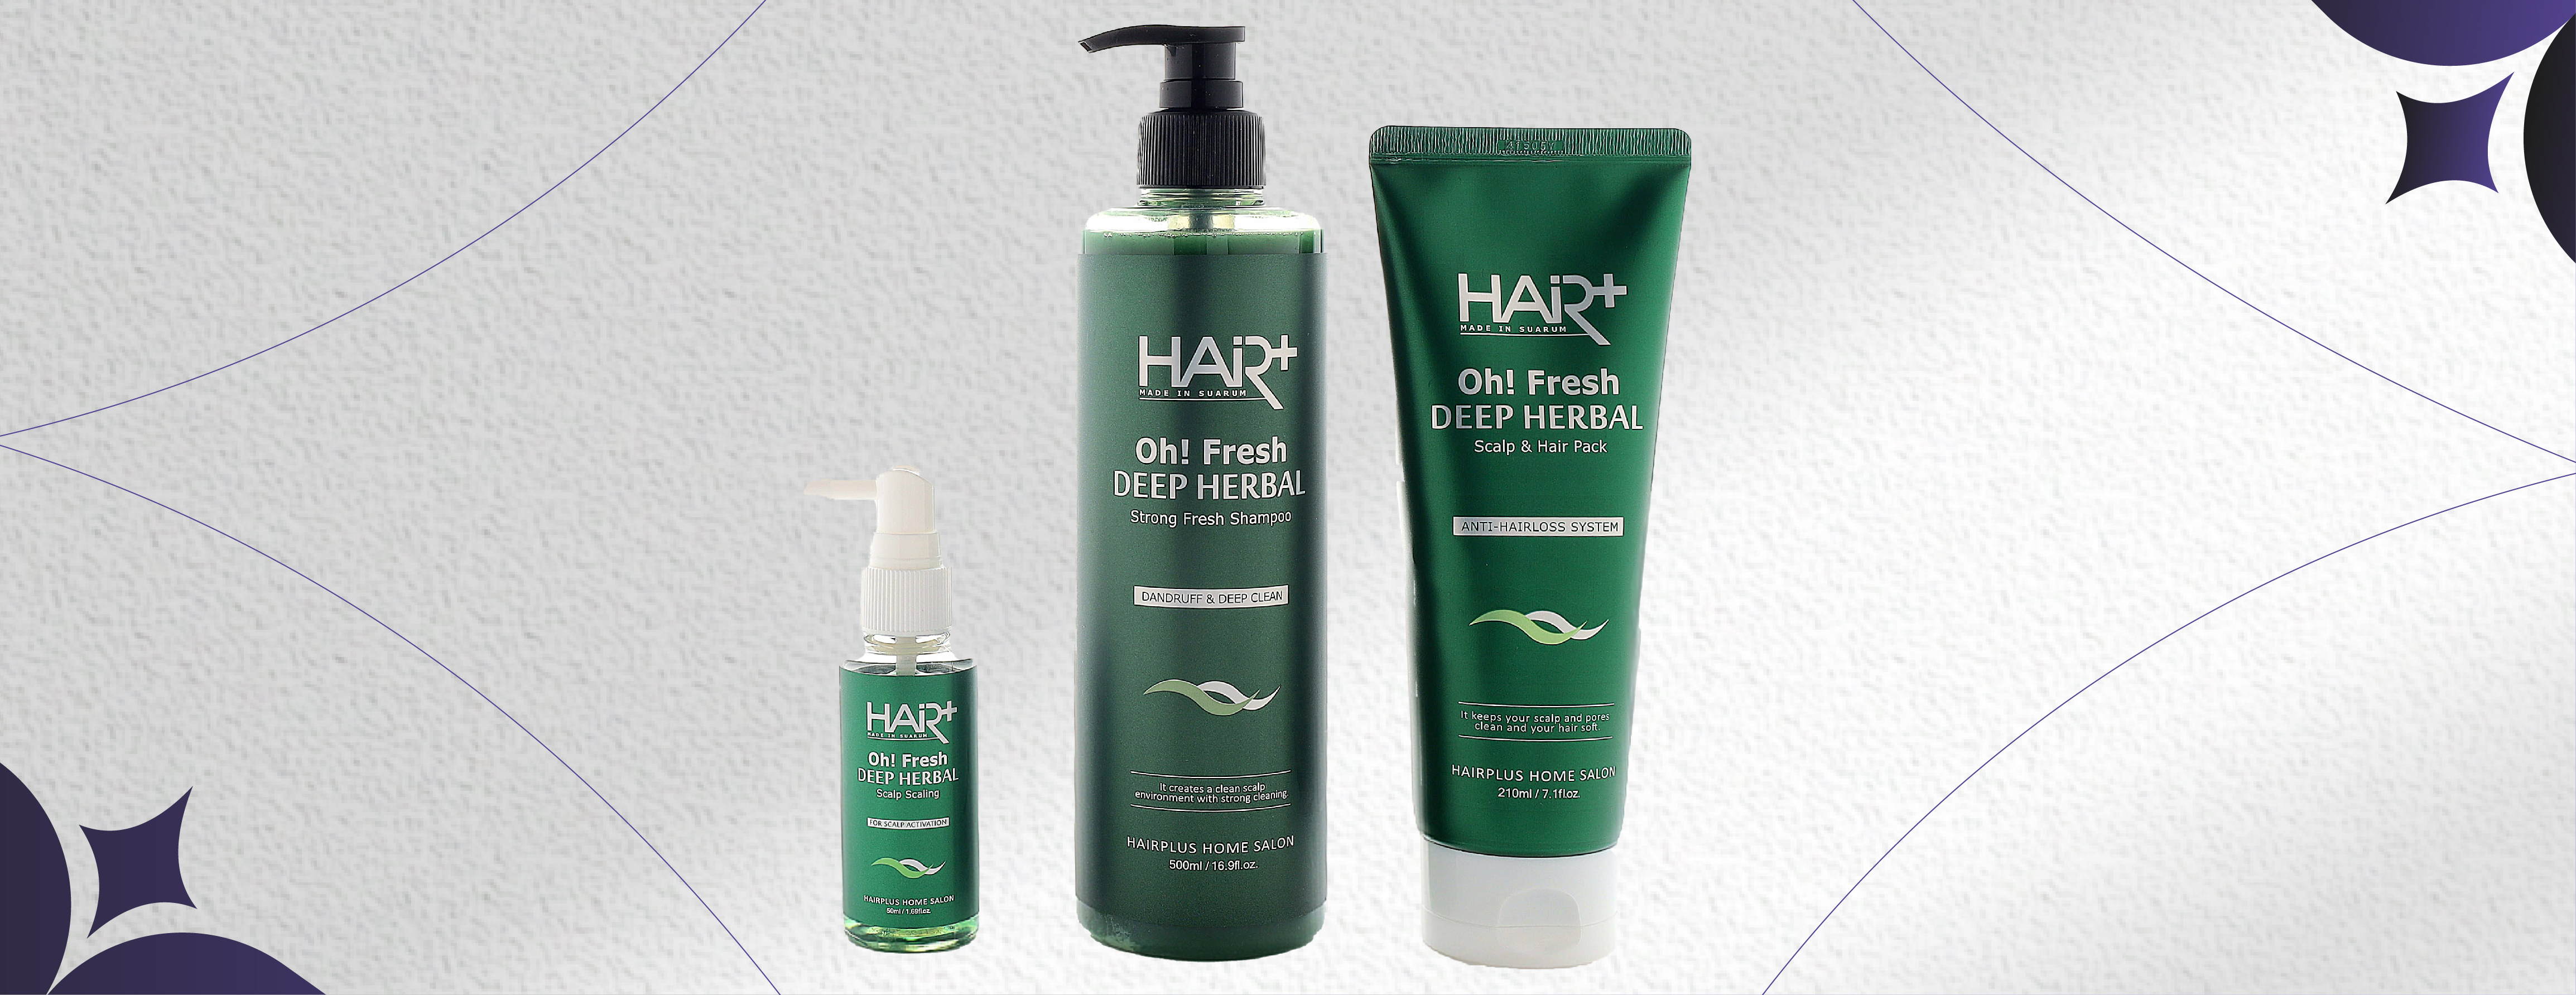 HAiR+
MADE IN SUARUM
Oh! Fresh
DEEP HERBAL
Scalp Scaling
FOR SCALP ACTIVATION
HAIRPLUS HOME SALON
50ml / 1.69fl.oz.
HAiR+
MADE IN SUARUM
Oh! Fresh
DEEP HERBAL
Strong Fresh Shampoo
DANDRUFF & DEEP CLEAN
It creates a clean scalp
environment with strong cleaning.
HAIRPLUS HOME SALON
500ml / 16.9fl.oz.
HAiR+
MADE IN SUARUM
Oh! Fresh
DEEP HERBAL
Scalp & Hair Pack
ANTI-HAIRLOSS SYSTEM
It keeps your scalp and pores
clean and your hair soft.
HAIRPLUS HOME SALON
210ml / 7.1fl.oz.